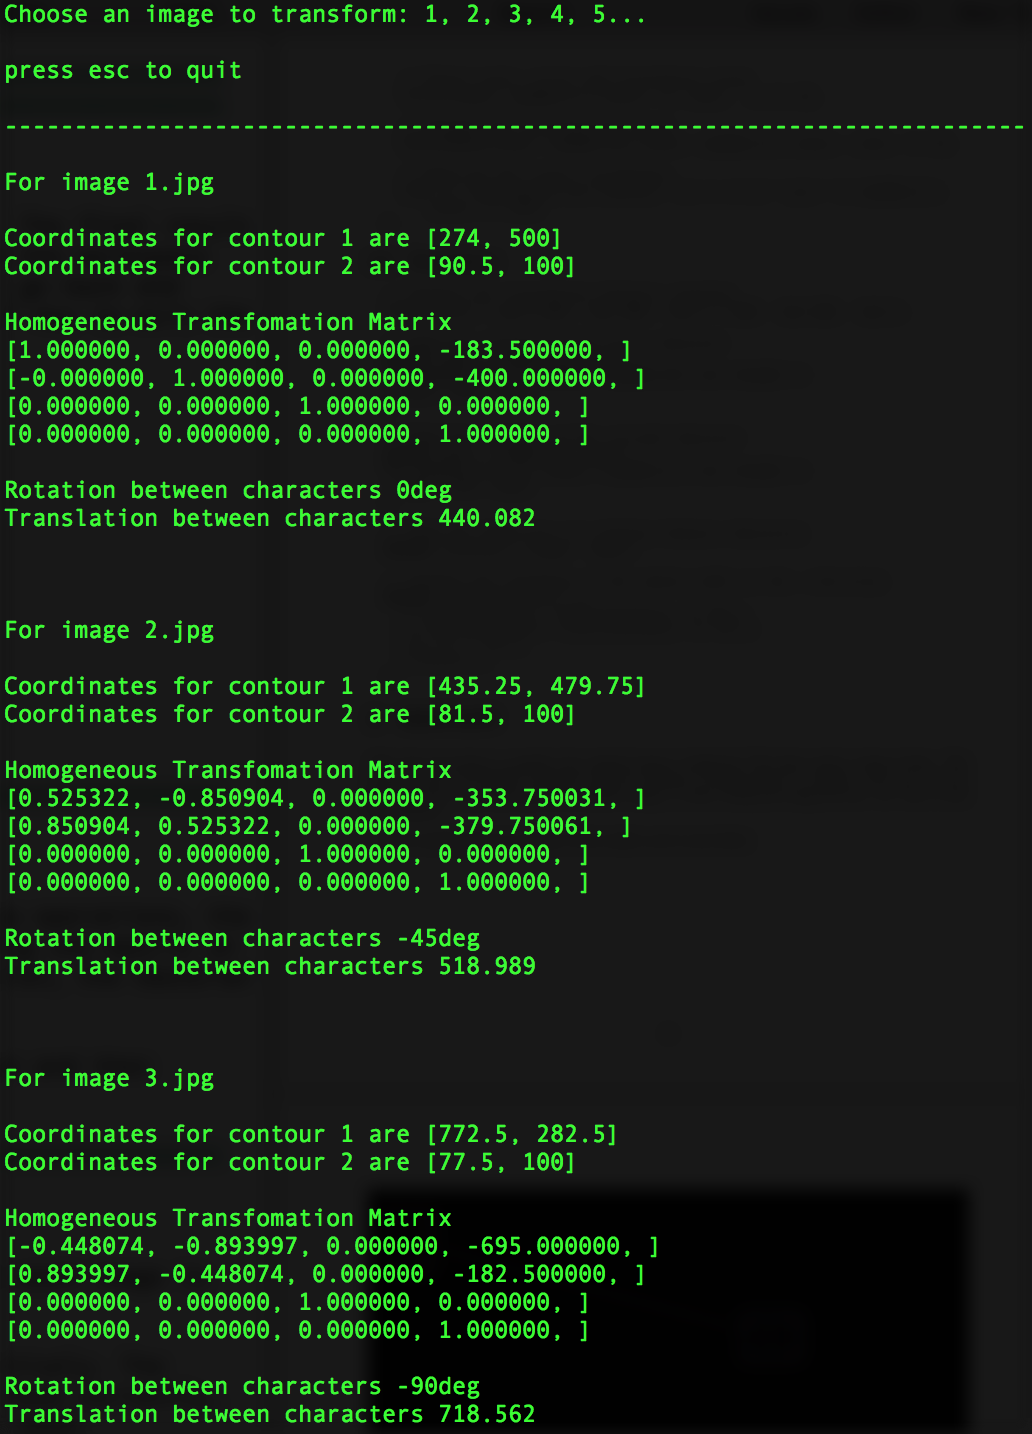 Choose an image to transform: 1, 2, 3, 4, 5...
press esc to quit
-------------------------------------------------------------------------
For image 1.jpg
Coordinates for contour 1 are [274, 500]
Coordinates for contour 2 are [90.5, 100]
Homogeneous Transfomation Matrix
[1.000000, 0.000000, 0.000000, -183.500000, ]
[-0.000000, 1.000000, 0.000000, -400.000000, ]
[0.000000, 0.000000, 1.000000, 0.000000, ]
[0.000000, 0.000000, 0.000000, 1.000000, ]
Rotation between characters 0deg
Translation between characters 440.082
For image 2.jpg
Coordinates for contour 1 are [435.25, 479.75]
Coordinates for contour 2 are [81.5, 100]
Homogeneous Transfomation Matrix
[0.525322, -0.850904, 0.000000, -353.750031, ]
[0.850904, 0.525322, 0.000000, -379.750061, ]
[0.000000, 0.000000, 1.000000, 0.000000, ]
[0.000000, 0.000000, 0.000000, 1.000000, ]
Rotation between characters -45deg
Translation between characters 518.989
For image 3.jpg
Coordinates for contour 1 are [772.5, 282.5]
Coordinates for contour 2 are [77.5, 100]
Homogeneous Transfomation Matrix
[-0.448074, -0.893997, 0.000000, -695.000000, ]
[0.893997, -0.448074, 0.000000, -182.500000, ]
[0.000000, 0.000000, 1.000000, 0.000000, ]
[0.000000, 0.000000, 0.000000, 1.000000, ]
Rotation between characters -90deg
Translation between characters 718.562